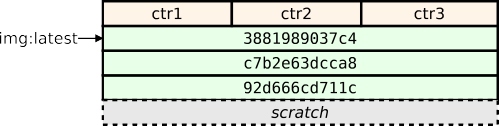 ctr1 ctr2 ctr3
img:latest 3881989037c4
c7b2e63dcca8
92d666cd711c
scratch